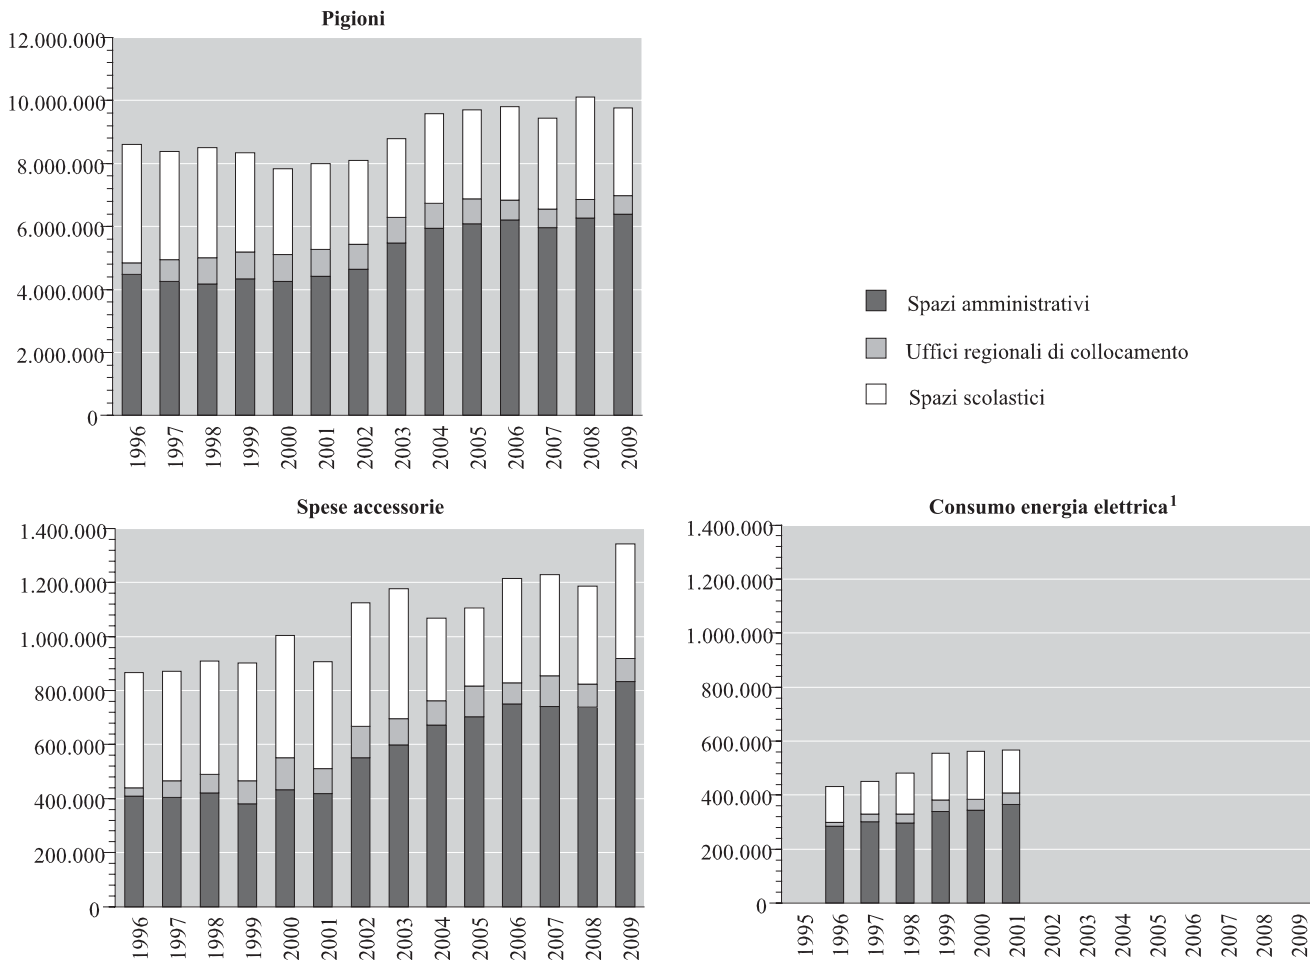 Pigioni
12.000.000
10.000.000
8.000.000
6.000.000
4.000.000
2.000.000
0
1996 1997 1998 1999 2000 2001 2002 2003 2004 2005 2006 2007 2008 2009
Spazi amministrativi
Uffici regionali di collocamento
Spazi scolastici
Spese accessorie
1.400.000
1.200.000
1.000.000
800.000
600.000
400.000
200.000
0
1996 1997 1998 1999 2000 2001 2002 2003 2004 2005 2006 2007 2008 2009
Consumo energia elettrica¹
1.400.000
1.200.000
1.000.000
800.000
600.000
400.000
200.000
0
1995 1996 1997 1998 1999 2000 2001 2002 2003 2004 2005 2006 2007 2008 2009